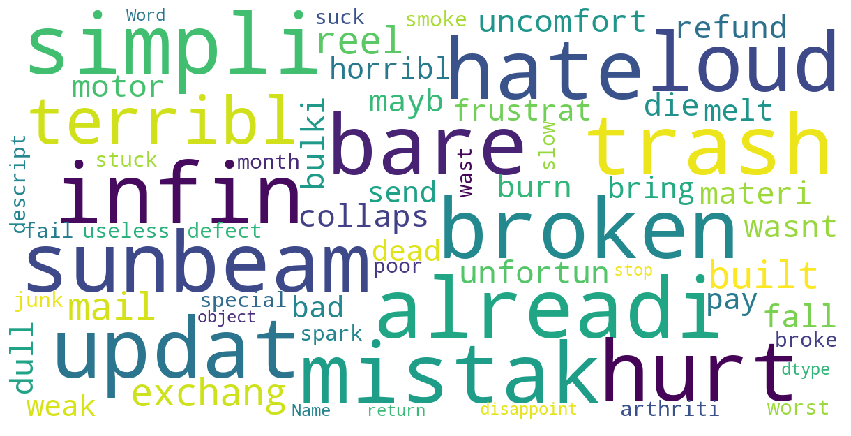 Word suck smoke uncomfort refund
simpli reel hate loud
motor horribl
terribl mayb frustrat die melt
bulki bare trash
descript stuck month wast slow
infin send burn bring materi
fail useless defect collaps broken wasnt
sunbeam dead poor unfortun stop built
junk mail special bad alreadi pay fall
object spark broke
dull updat mistak hurt dtype
weak exchang Name return disappoint arthriti worst